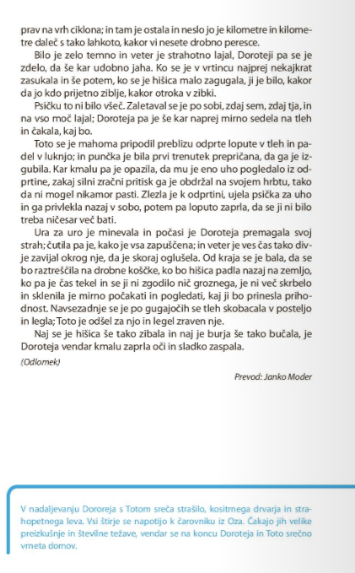 prav na vrh ciklona; in tam je ostala in neslo jo je kilometre in kilome-
tre daleč s tako lahkoto, kakor vi nesete drobno peresce.
Bilo je zelo temno in veter je strahotno lajal, Doroteji pa se je
zdelo, da še kar udobno jaha. Ko se je v vrtincu najprej nekajkrat
zasukala in še potem, ko se je hišica malo zagugala, ji je bilo, kakor
da jo kdo prijetno ziblje, kakor otroka v zibki.
Psičku to ni bilo všeč. Zaletaval se je po sobi, zdaj sem, zdaj tja, in
na vso moč lajal; Doroteja pa je še kar naprej mirno sedela na tleh
in čakala, kaj bo.
Toto se je mahoma pripodil preblizu odprte lopute v tleh in pa-
del v luknjo; in punčka je bila prvi trenutek prepričana, da ga je iz-
gubila. Kar kmalu pa je opazila, da mu je eno uho pogledalo iz od-
prtine, zakaj silni zračni pritisk ga je obdržal na svojem hrbtu, tako
da ni mogel nikamor pasti. Zlezla je k odprtini, ujela psička za uho
in ga privlekla nazaj v sobo, potem pa loputo zaprla, da se ji ni bilo
treba ničesar več bati.
Ura za uro je minevala in počasi je Doroteja premagala svoj
strah; čutila pa je, kako je vsa zapuščena; in veter je ves čas tako div-
je zavijal okrog nje, da je skoraj oglušela. Od kraja se je bala, da se
bo raztreščila na drobne koščke, ko bo hišica padla nazaj na zemljo,
ko pa je čas tekel in se ji ni zgodilo nič groznega, je ni več skrbelo
in sklenila je mirno počakati in pogledati, kaj ji bo prinesla priho-
dnost. Navsezadnje se je po gugajočih se tleh skobacala v posteljo
in legla; Toto je odšel za njo in legel zraven nje.
Naj se je hišica še tako zibala in naj je burja še tako bučala, je
Doroteja vendar kmalu zaprla oči in sladko zaspala.
(Odlomek)
Prevod: Janko Moder
V nadaljevanju Dororeja s Totom sreča strašilo, kositrnega drvarja in stra-
hopetnega leva. Vsi štirje se napotijo k čarovniku iz Oza. Čakajo jih velike
preizkušnje in številne težave, vendar se na koncu Doroteja in Toto srečno
vrneta domov.